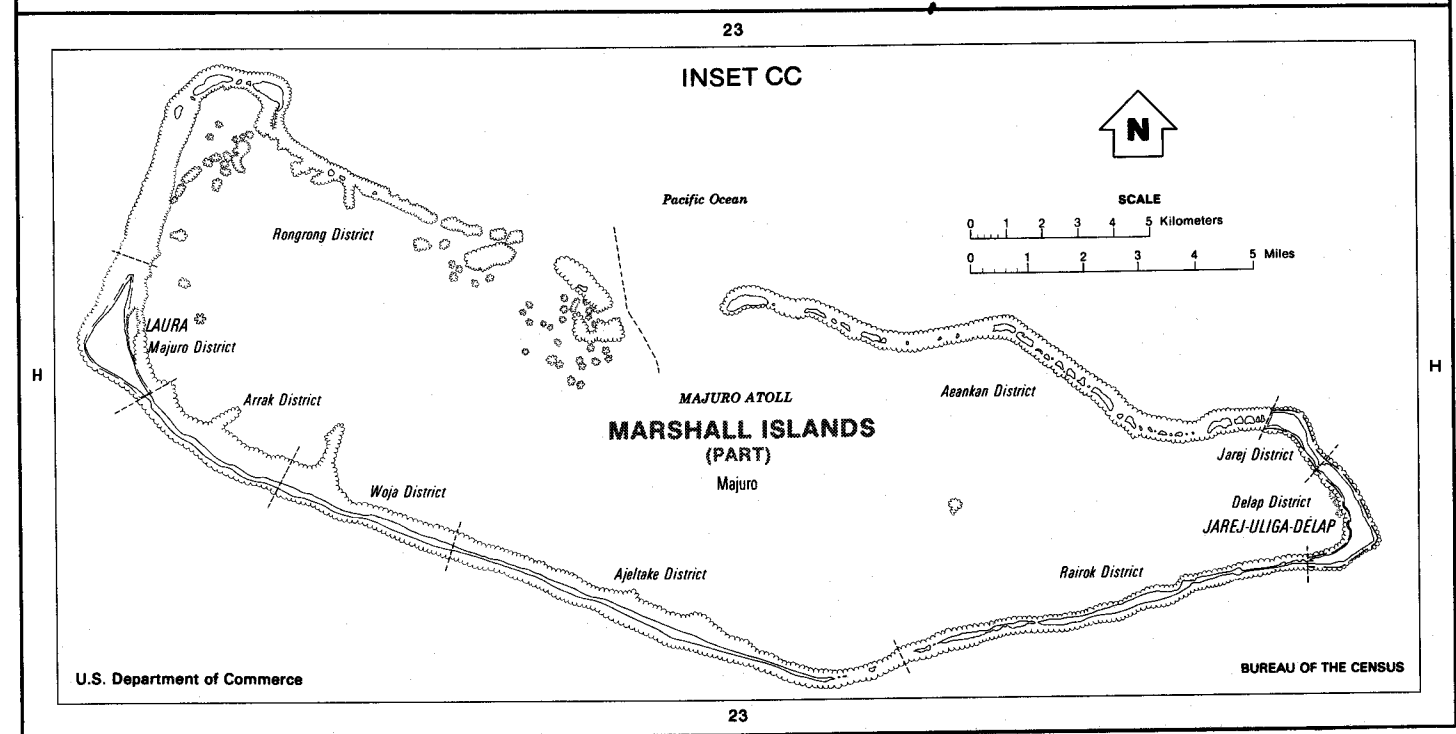 23
INSET CC
N
Pacific Ocean
SCALE
0 1 2 3 4 5 Kilometers
0 1 2 3 4 5 Miles
Rongrong District
LAURA
Majuro District
H
H
Arrak District
MAJURO ATOLL
Aeankan District
MARSHALL ISLANDS
(PART)
Majuro
Jarej District
Woja District
Delap District
JAREJ-ULIGA-DELAP
Ajeltake District
Rairok District
U.S. Department of Commerce
BUREAU OF THE CENSUS
23